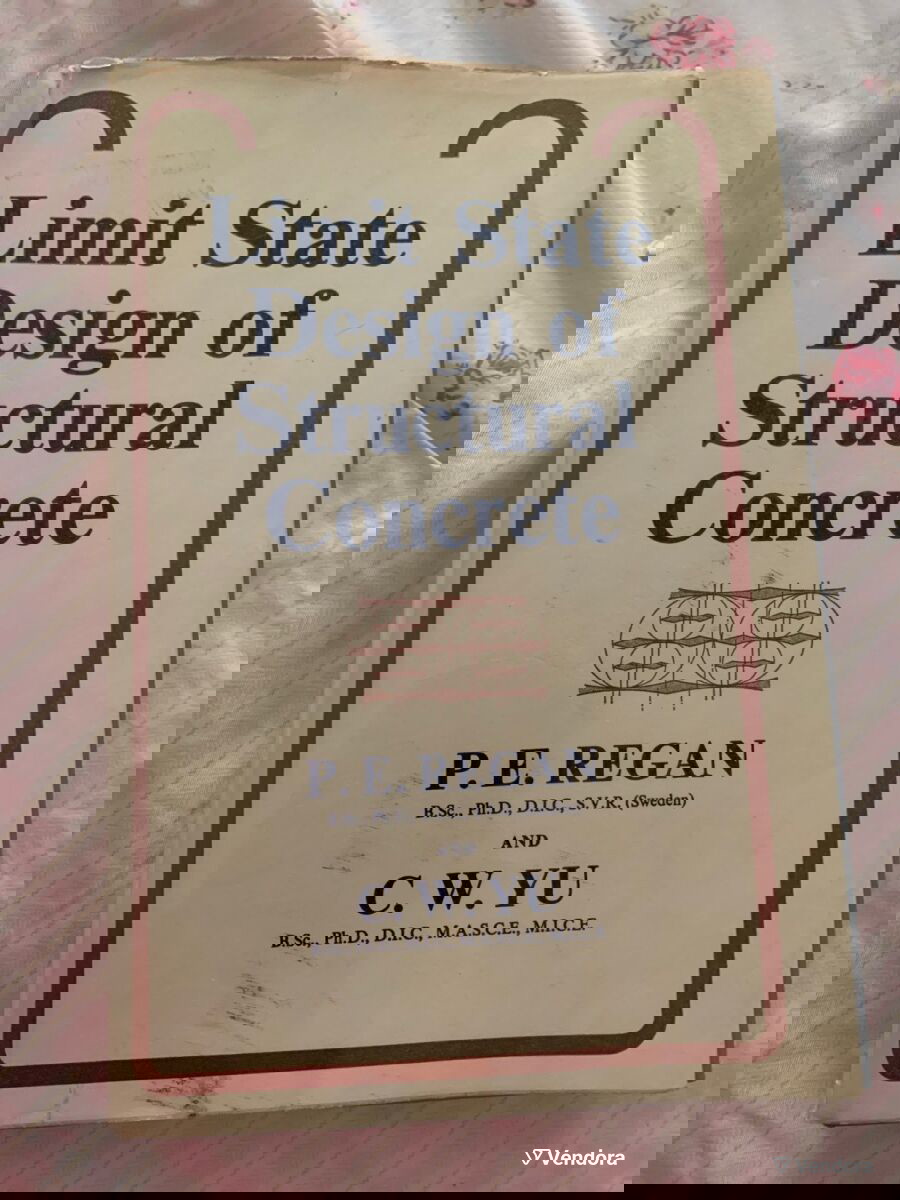 Limit State
Design of
Structural
Concrete
P. E. REGAN
B.Sc., Ph.D., D.I.C., S.V.R. (Sweden)
AND
C. W. YU
B.Sc., Ph.D., D.I.C., M.A.S.C.E., M.I.C.E.
Vendora